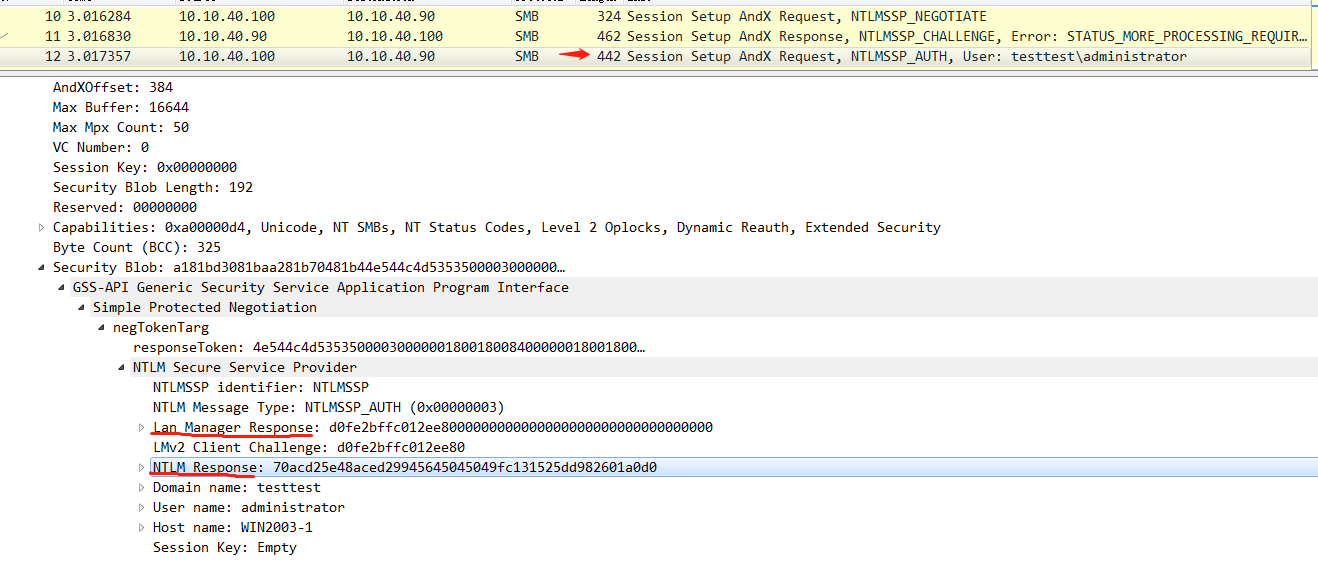 10 3.016284 10.10.40.100 10.10.40.90 SMB 324 Session Setup AndX Request, NTLMSSP_NEGOTIATE
11 3.016830 10.10.40.90 10.10.40.100 SMB 462 Session Setup AndX Response, NTLMSSP_CHALLENGE, Error: STATUS_MORE_PROCESSING_REQUIR…
12 3.017357 10.10.40.100 10.10.40.90 SMB 442 Session Setup AndX Request, NTLMSSP_AUTH, User: testtest\administrator
AndXOffset: 384
Max Buffer: 16644
Max Mpx Count: 50
VC Number: 0
Session Key: 0x00000000
Security Blob Length: 192
Reserved: 00000000
Capabilities: 0xa00000d4, Unicode, NT SMBs, NT Status Codes, Level 2 Oplocks, Dynamic Reauth, Extended Security
Byte Count (BCC): 325
Security Blob: a181bd3081baa281b70481b44e544c4d5353500003000000…
GSS-API Generic Security Service Application Program Interface
Simple Protected Negotiation
negTokenTarg
responseToken: 4e544c4d5353500003000000180018008400000018001800…
NTLM Secure Service Provider
NTLMSSP identifier: NTLMSSP
NTLM Message Type: NTLMSSP_AUTH (0x00000003)
Lan Manager Response: d0fe2bffc012ee8000000000000000000000000000000000
LMv2 Client Challenge: d0fe2bffc012ee80
NTLM Response: 70acd25e48aced29945645045049fc131525dd982601a0d0
Domain name: testtest
User name: administrator
Host name: WIN2003-1
Session Key: Empty